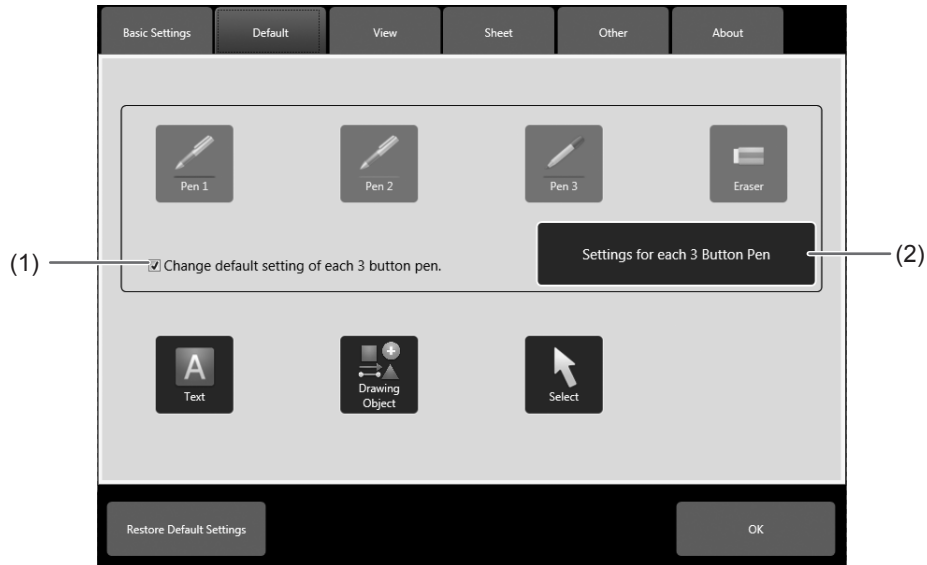 Basic Settings
Default
View
Sheet
Other
About
Pen 1
Pen 2
Pen 3
Eraser
(1)
Change default setting of each 3 button pen.
Settings for each 3 Button Pen
(2)
A
Text
Drawing
Object
Select
Restore Default Settings
OK